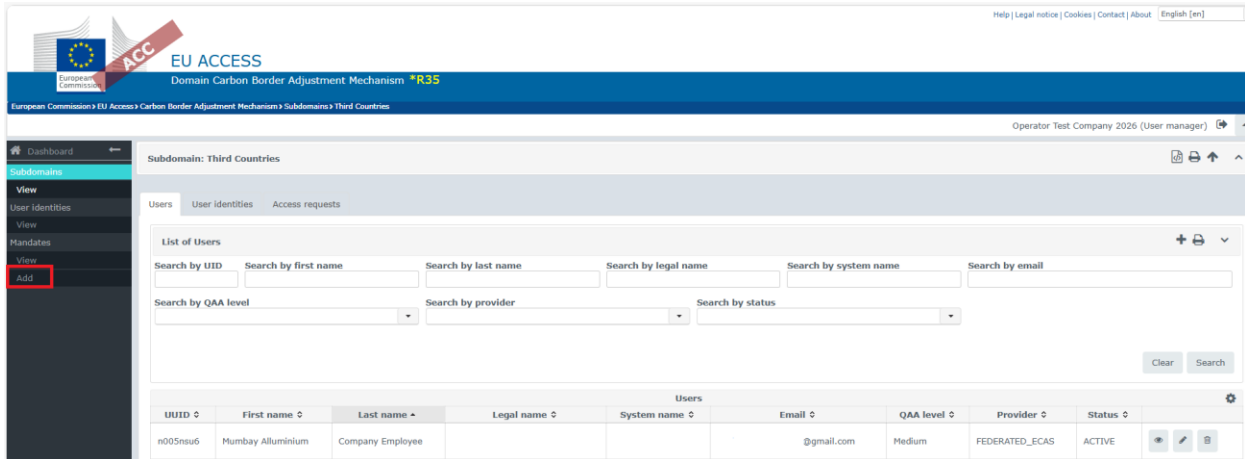 Help | Legal notice | Cookies | Contact | About English [en]
ACC
European
Commission
EU ACCESS
Domain Carbon Border Adjustment Mechanism *R35
European Commission > EU Access > Carbon Border Adjustment Mechanism > Subdomains > Third Countries
Operator Test Company 2026 (User manager)
Dashboard
Subdomains
View
User identities
View
Mandates
View
Add
Subdomain: Third Countries
Users User identities Access requests
List of Users
Search by UID Search by first name Search by last name Search by legal name Search by system name Search by email
Search by QAA level Search by provider Search by status
Clear Search
Users
UUID First name Last name Legal name System name Email QAA level Provider Status
n005nsu6 Mumbay Alluminium Company Employee @gmail.com Medium FEDERATED_ECAS ACTIVE